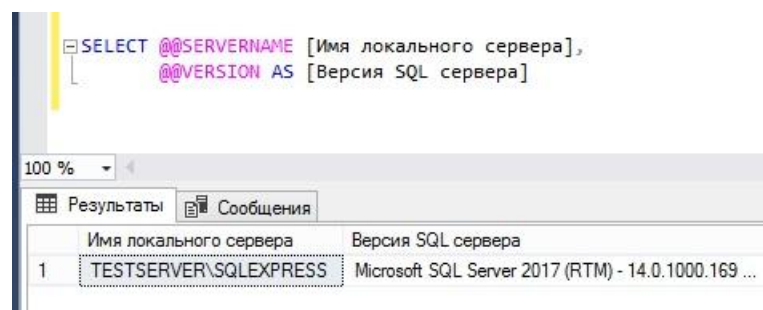 SELECT @@SERVERNAME [Имя локального сервера],
@@VERSION AS [Версия SQL сервера]
100 %
Результаты Сообщения
Имя локального сервера Версия SQL сервера
1 TESTSERVER\SQLEXPRESS Microsoft SQL Server 2017 (RTM) - 14.0.1000.169 ...